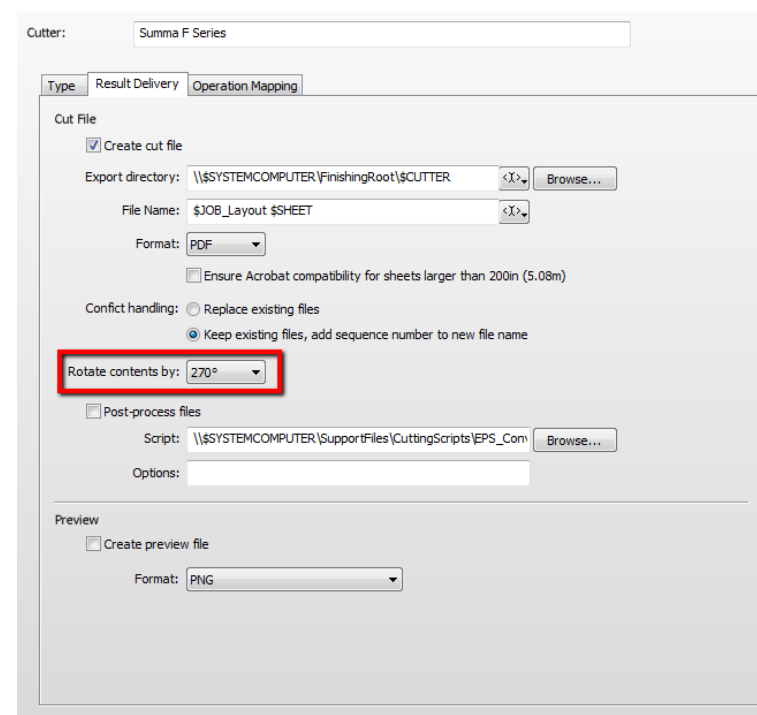 Cutter: Summa F Series
Type Result Delivery Operation Mapping
Cut File
Create cut file
Export directory: \\$SYSTEMCOMPUTER\FinishingRoot\$CUTTER <I> Browse...
File Name: $JOB_Layout $SHEET <I>
Format: PDF
Ensure Acrobat compatibility for sheets larger than 200in (5.08m)
Confict handling: Replace existing files
Keep existing files, add sequence number to new file name
Rotate contents by: 270°
Post-process files
Script: \\$SYSTEMCOMPUTER\SupportFiles\CuttingScripts\EPS_Conv Browse...
Options:
Preview
Create preview file
Format: PNG